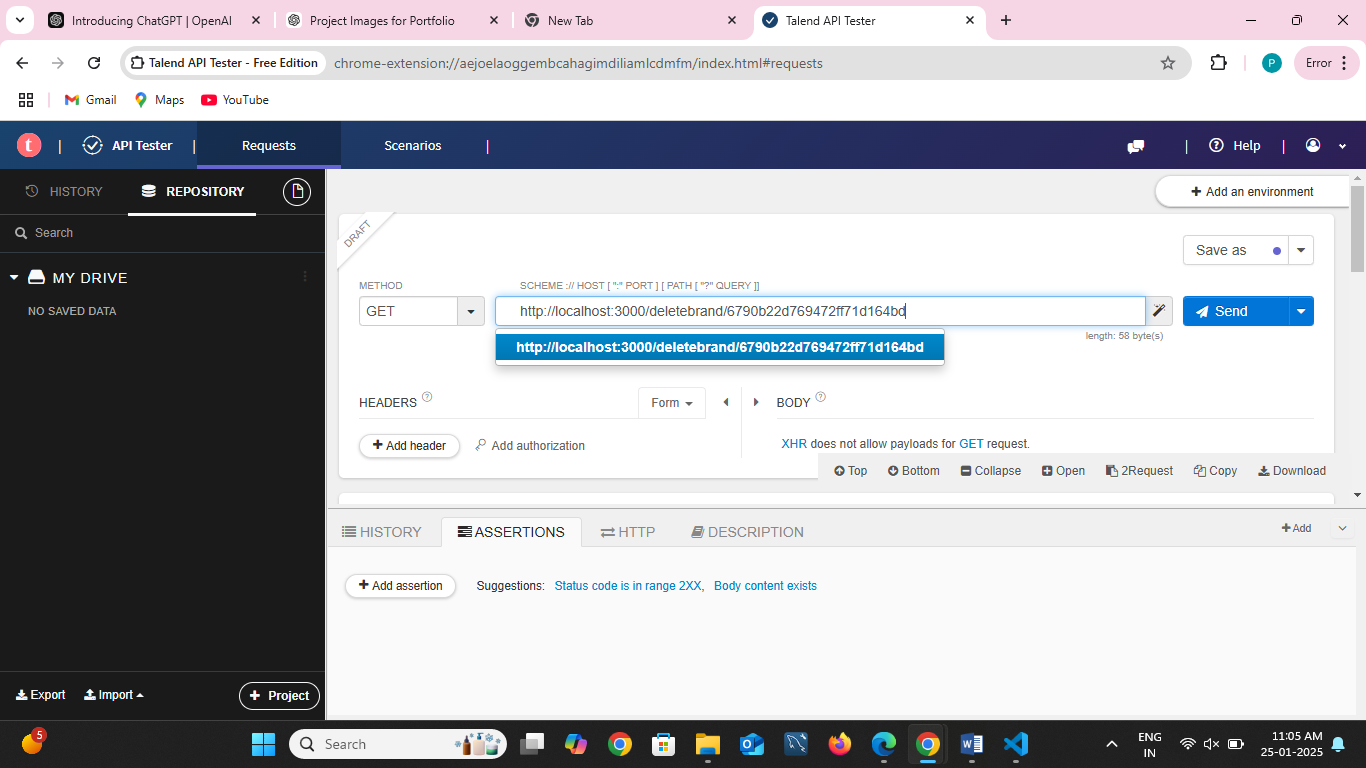 Introducing ChatGPT | OpenAI
Project Images for Portfolio
New Tab
Talend API Tester
Talend API Tester - Free Edition
chrome-extension://aejoelaoggembcahagimdiliamlcdmfm/index.html#requests
P
Error
Gmail
Maps
YouTube
t | API Tester |
Requests
Scenarios |
| Help |
HISTORY
REPOSITORY
Search
MY DRIVE
NO SAVED DATA
+ Add an environment
DRAFT
Save as
METHOD
SCHEME :// HOST [ ":" PORT ] [ PATH [ "?" QUERY ]]
GET
http://localhost:3000/deletebrand/6790b22d769472ff71d164bd
Send
http://localhost:3000/deletebrand/6790b22d769472ff71d164bd
length: 58 byte(s)
HEADERS ?
Form
BODY ?
+ Add header
Add authorization
XHR does not allow payloads for GET request.
Top
Bottom
Collapse
Open
2Request
Copy
Download
HISTORY
ASSERTIONS
HTTP
DESCRIPTION
+ Add
+ Add assertion
Suggestions: Status code is in range 2XX, Body content exists
Export
Import
+ Project
5
Search
ENG
IN
11:05 AM
25-01-2025